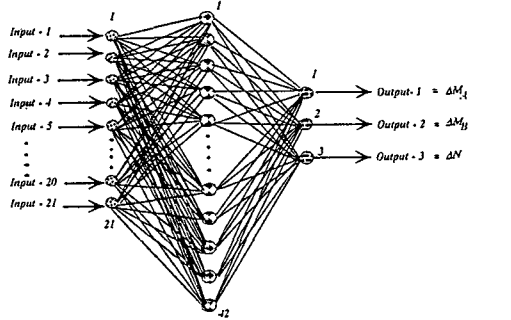 1
1
Input - 1
Input - 2
Input - 3
Input - 4
Input - 5
Input - 20
Input - 21
21
42
1
2
3
Output - 1 = ΔM_A
Output - 2 = ΔM_B
Output - 3 = ΔN